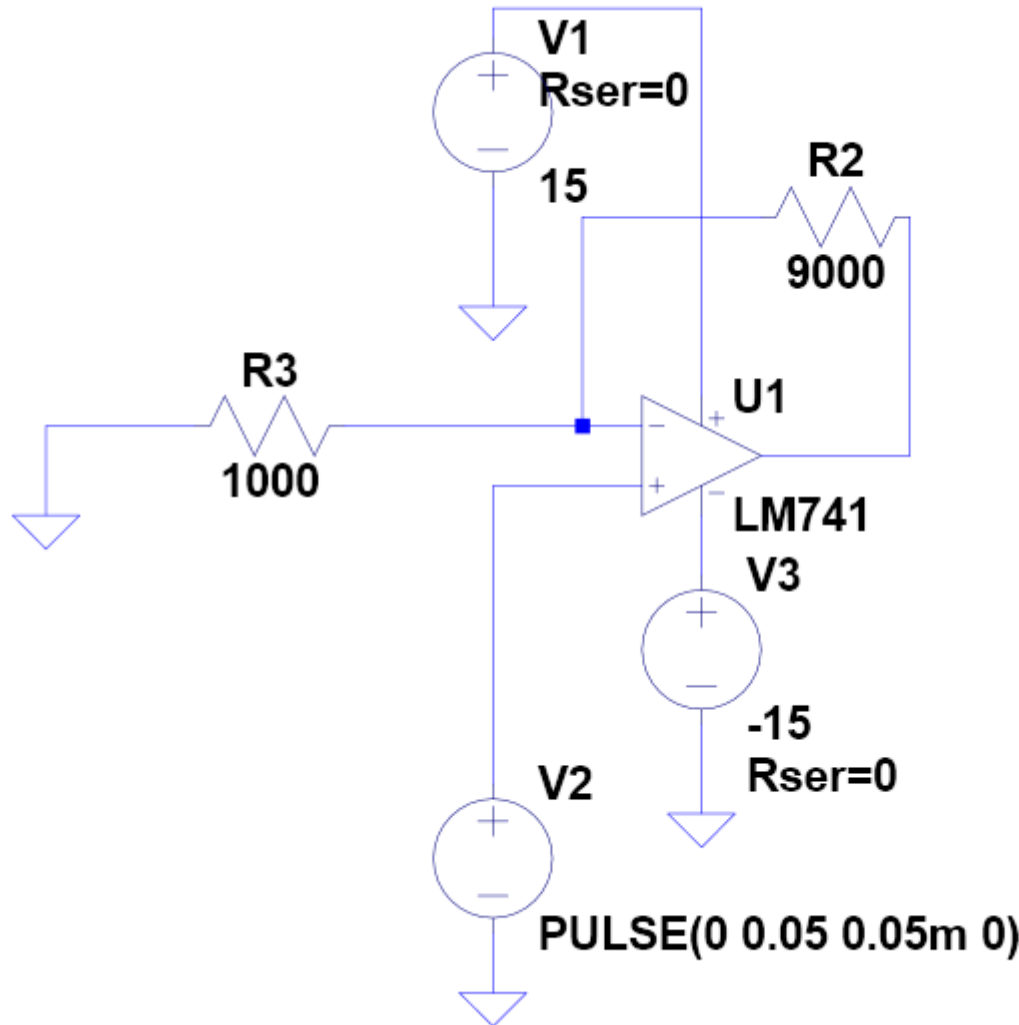 V1
Rser=0
15
R2
9000
R3
1000
U1
LM741
V3
-15
Rser=0
V2
PULSE(0 0.05 0.05m 0)